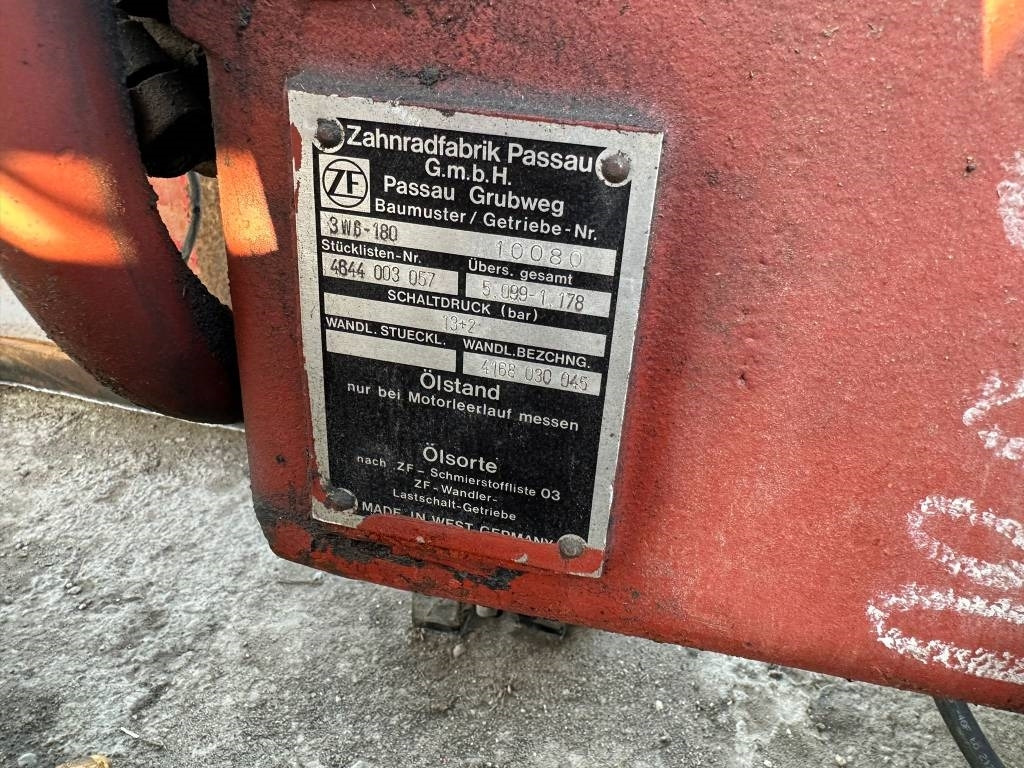 Zahnradfabrik Passau
G.m.b.H.
ZF
Passau Grubweg
Baumuster / Getriebe-Nr.
3W6-180 10080
Stücklisten-Nr. Übers. gesamt
4644 003 057 5,099-1,178
SCHALTDRUCK (bar)
13+2
WANDL. STUECKL. WANDL.BEZCHNG.
4168 030 045
Ölstand
nur bei Motorleerlauf messen
Ölsorte
nach ZF - Schmierstoffliste 03
ZF - Wandler-
Lastschalt-Getriebe
MADE IN WEST GERMANY